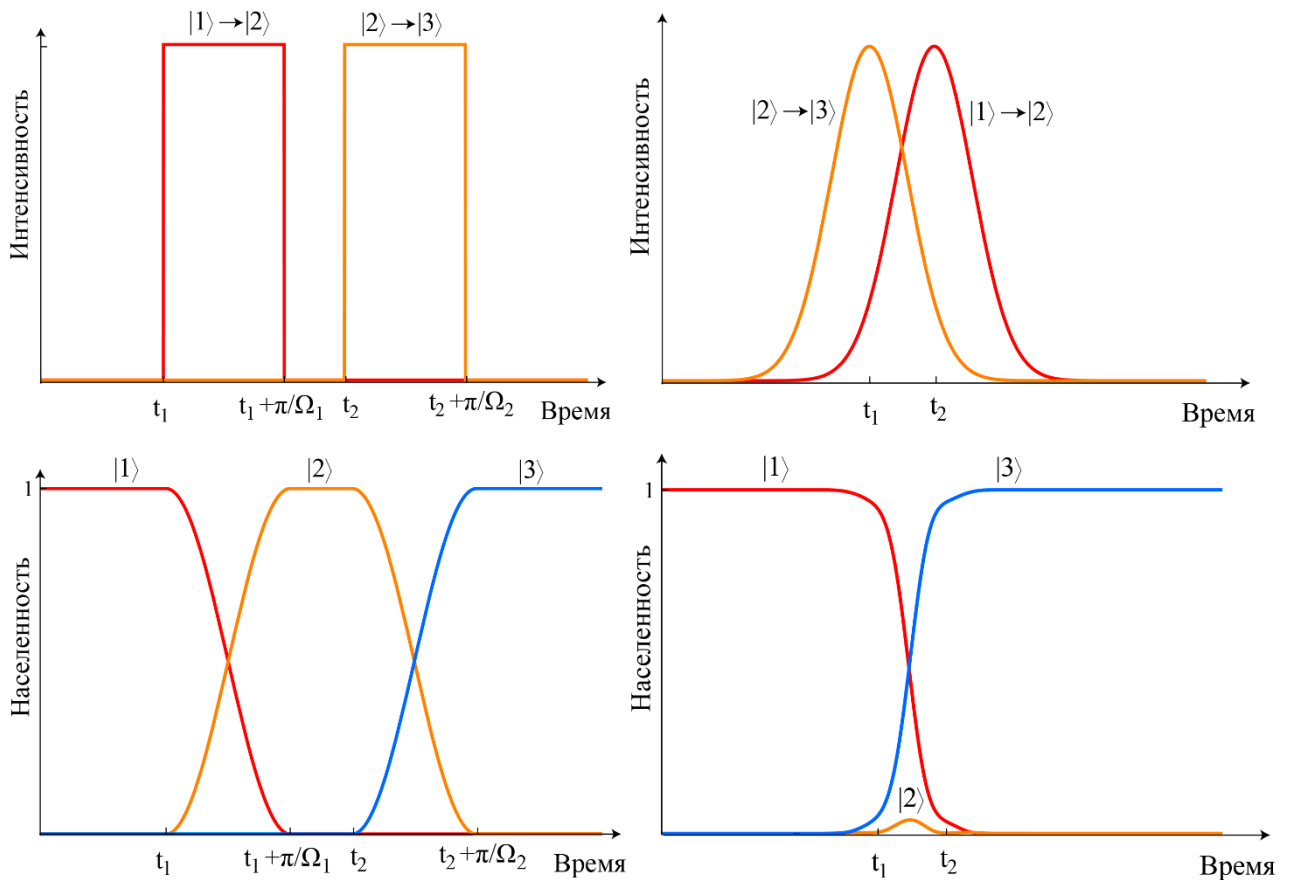 |1⟩→|2⟩ |2⟩→|3⟩
Интенсивность
t₁ t₁+π/Ω₁ t₂ t₂+π/Ω₂ Время
|2⟩→|3⟩ |1⟩→|2⟩
Интенсивность
t₁ t₂ Время
|1⟩ |2⟩ |3⟩
1
Населенность
t₁ t₁+π/Ω₁ t₂ t₂+π/Ω₂ Время
|1⟩ |3⟩
1
Населенность
|2⟩
t₁ t₂ Время